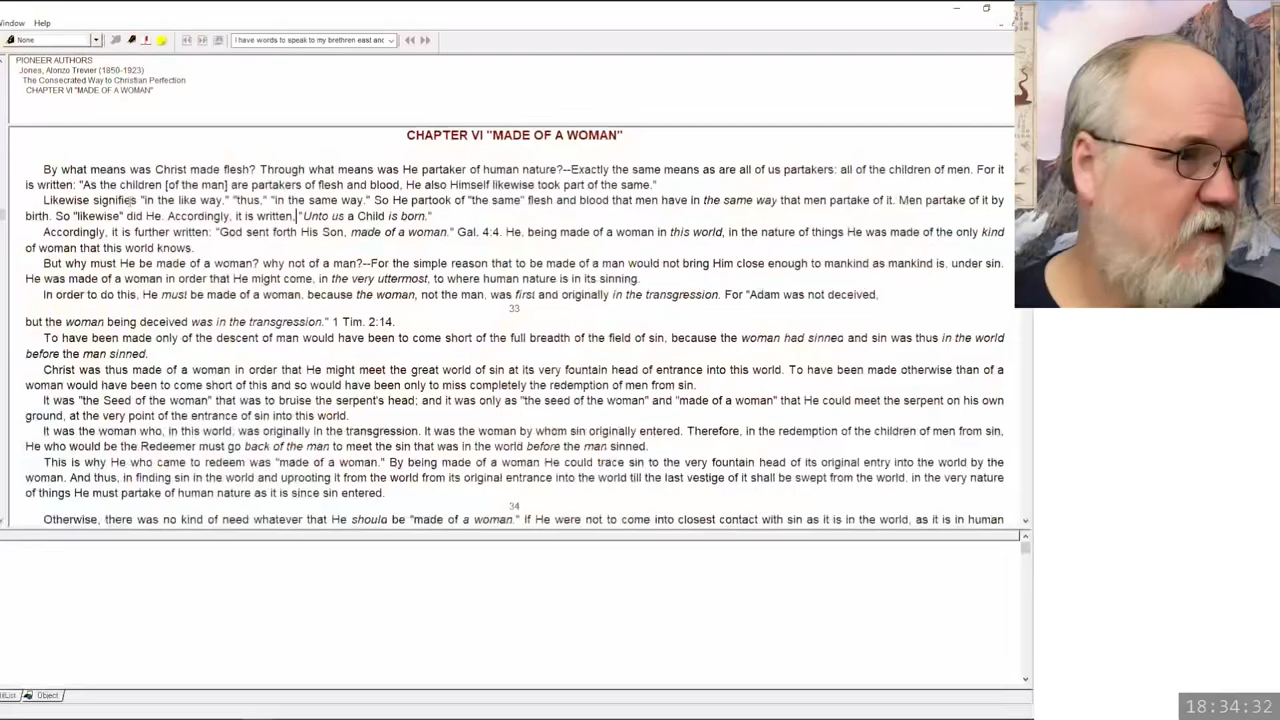 Window Help
None
I have words to speak to my brethren east and
PIONEER AUTHORS
Jones, Alonzo Trevier (1850-1923)
The Consecrated Way to Christian Perfection
CHAPTER VI "MADE OF A WOMAN"
CHAPTER VI "MADE OF A WOMAN"
By what means was Christ made flesh? Through what means was He partaker of human nature?--Exactly the same means as are all of us partakers: all of the children of men. For it
is written: "As the children [of the man] are partakers of flesh and blood, He also Himself likewise took part of the same."
Likewise signifies "in the like way," "thus," "in the same way." So He partook of "the same" flesh and blood that men have in the same way that men partake of it. Men partake of it by
birth. So "likewise" did He. Accordingly, it is written, "Unto us a Child is born."
Accordingly, it is further written: "God sent forth His Son, made of a woman." Gal. 4:4. He, being made of a woman in this world, in the nature of things He was made of the only kind
of woman that this world knows.
But why must He be made of a woman? why not of a man?--For the simple reason that to be made of a man would not bring Him close enough to mankind as mankind is, under sin.
He was made of a woman in order that He might come, in the very uttermost, to where human nature is in its sinning.
In order to do this, He must be made of a woman, because the woman, not the man, was first and originally in the transgression. For "Adam was not deceived,
33
but the woman being deceived was in the transgression." 1 Tim. 2:14.
To have been made only of the descent of man would have been to come short of the full breadth of the field of sin, because the woman had sinned and sin was thus in the world
before the man sinned.
Christ was thus made of a woman in order that He might meet the great world of sin at its very fountain head of entrance into this world. To have been made otherwise than of a
woman would have been to come short of this and so would have been only to miss completely the redemption of men from sin.
It was "the Seed of the woman" that was to bruise the serpent's head; and it was only as "the seed of the woman" and "made of a woman" that He could meet the serpent on his own
ground, at the very point of the entrance of sin into this world.
It was the woman who, in this world, was originally in the transgression. It was the woman by whom sin originally entered. Therefore, in the redemption of the children of men from sin,
He who would be the Redeemer must go back of the man to meet the sin that was in the world before the man sinned.
This is why He who came to redeem was "made of a woman." By being made of a woman He could trace sin to the very fountain head of its original entry into the world by the
woman. And thus, in finding sin in the world and uprooting it from the world from its original entrance into the world till the last vestige of it shall be swept from the world, in the very nature
of things He must partake of human nature as it is since sin entered.
34
Otherwise, there was no kind of need whatever that He should be "made of a woman." If He were not to come into closest contact with sin as it is in the world, as it is in human
Object
18:34:32